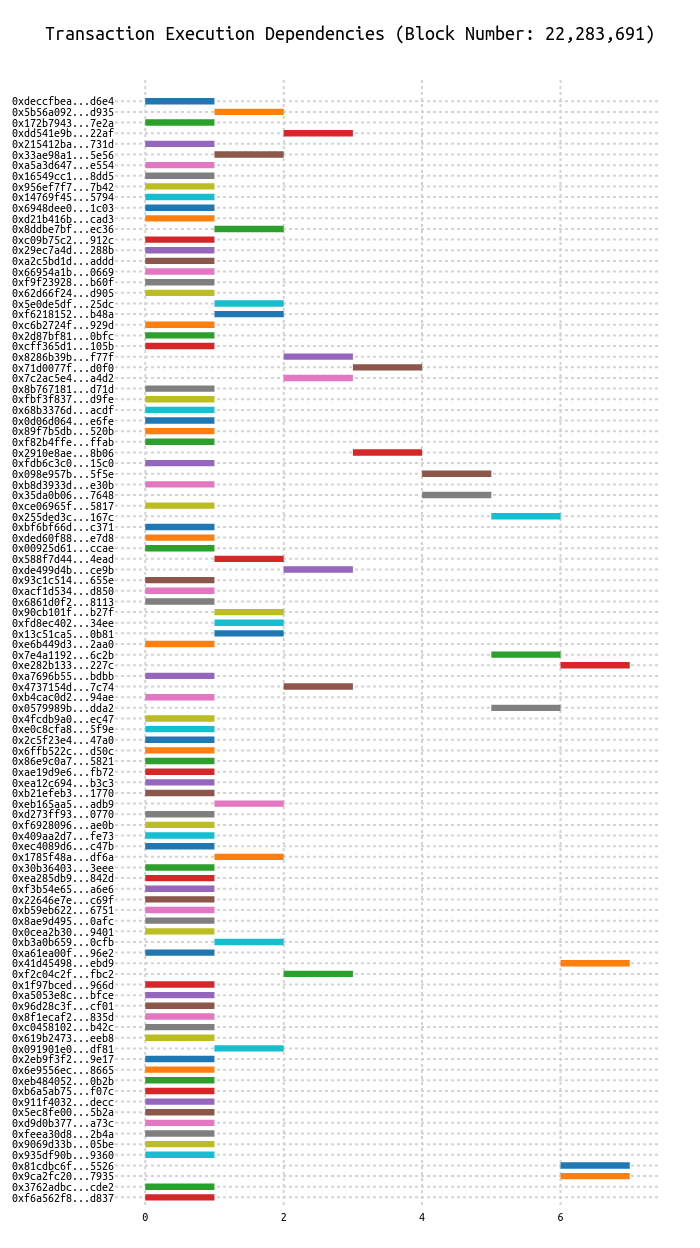 Transaction Execution Dependencies (Block Number: 22,283,691)
0xdeccfbea...d6e4
0x5b56a092...d935
0x172b7943...7e2a
0xdd541e9b...22af
0x215412ba...731d
0x33ae98a1...5e56
0xa5a3d647...e554
0x16549cc1...8dd5
0x956ef7f7...7b42
0x14769f45...5794
0x6948dee0...1c03
0xd21b416b...cad3
0x8ddbe7bf...ec36
0xc09b75c2...912c
0x29ec7a4d...288b
0xa2c5bd1d...addd
0x66954a1b...0669
0xf9f23928...b60f
0x62d66f24...d905
0x5e0de5df...25dc
0xf6218152...b48a
0xc6b2724f...929d
0x2d87bf81...0bfc
0xcff365d1...105b
0x8286b39b...f77f
0x71d0077f...d0f0
0x7c2ac5e4...a4d2
0x8b767181...d71d
0xfbf3f837...d9fe
0x68b3376d...acdf
0x0d06d064...e6fe
0x89f7b5db...520b
0xf82b4ffe...ffab
0x2910e8ae...8b06
0xfdb6c3c0...15c0
0x098e957b...5f5e
0xb8d3933d...e30b
0x35da0b06...7648
0xce06965f...5817
0x255ded3c...167c
0xbf6bf66d...c371
0xded60f88...e7d8
0x00925d61...ccae
0x588f7d44...4ead
0xde499d4b...ce9b
0x93c1c514...655e
0xacf1d534...d850
0x6861d0f2...8113
0x90cb101f...b27f
0xfd8ec402...34ee
0x13c51ca5...0b81
0xe6b449d3...2aa0
0x7e4a1192...6c2b
0xe282b133...227c
0xa7696b55...bdbb
0x4737154d...7c74
0xb4cac0d2...94ae
0x0579989b...dda2
0x4fcdb9a0...ec47
0xe0c8cfa8...5f9e
0x2c5f23e4...47a0
0x6ffb522c...d50c
0x86e9c0a7...5821
0xae19d9e6...fb72
0xea12c694...b3c3
0xb21efeb3...1770
0xeb165aa5...adb9
0xd273ff93...0770
0xf6928096...ae0b
0x409aa2d7...fe73
0xec4089d6...c47b
0x1785f48a...df6a
0x30b36403...3eee
0xea285db9...842d
0xf3b54e65...a6e6
0x22646e7e...c69f
0xb59eb622...6751
0x8ae9d495...0afc
0x0cea2b30...9401
0xb3a0b659...0cfb
0xa61ea00f...96e2
0x41d45498...ebd9
0xf2c04c2f...fbc2
0x1f97bced...966d
0xa5053e8c...bfce
0x96d28c3f...cf01
0x8f1ecaf2...835d
0xc0458102...b42c
0x619b2473...eeb8
0x091901e0...df81
0x2eb9f3f2...9e17
0x6e9556ec...8665
0xeb484052...0b2b
0xb6a5ab75...f07c
0x911f4032...decc
0x5ec8fe00...5b2a
0xd9d0b377...a73c
0xfeea30d8...2b4a
0x9069d33b...05be
0x935df90b...9360
0x81cdbc6f...5526
0x9ca2fc20...7935
0x3762adbc...cde2
0xf6a562f8...d837
0 2 4 6